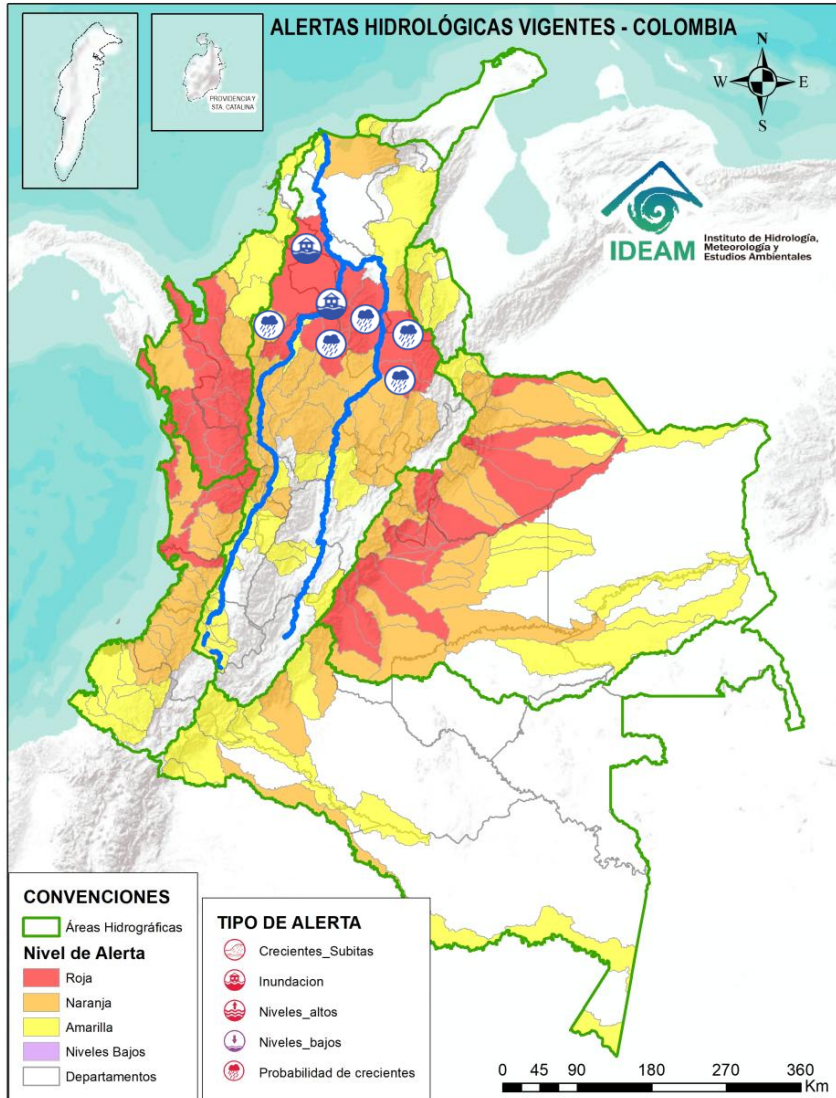 ALERTAS HIDROLÓGICAS VIGENTES - COLOMBIA
PROVIDENCIA Y
STA. CATALINA
N
W
E
S
IDEAM
Instituto de Hidrología,
Meteorología y
Estudios Ambientales
CONVENCIONES
Áreas Hidrográficas
Nivel de Alerta
Roja
Naranja
Amarilla
Niveles Bajos
Departamentos
TIPO DE ALERTA
Crecientes_Subitas
Inundacion
Niveles_altos
Niveles_bajos
Probabilidad de crecientes
0 45 90 180 270 360
Km